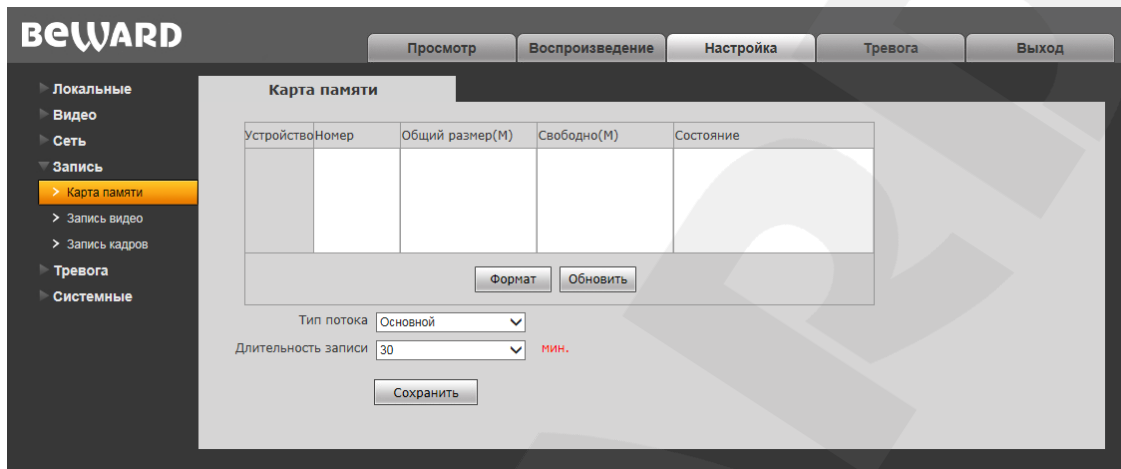 BEWARD
Просмотр Воспроизведение Настройка Тревога Выход
Локальные
Видео
Сеть
Запись
Карта памяти
Запись видео
Запись кадров
Тревога
Системные
Карта памяти
Устройство Номер Общий размер(M) Свободно(M) Состояние
Формат Обновить
Тип потока Основной
Длительность записи 30 мин.
Сохранить